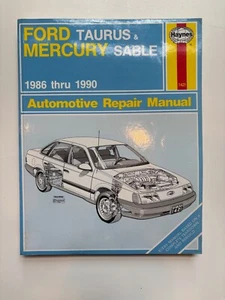 FORD TAURUS &
MERCURY SABLE
Haynes
1986 thru 1990
Automotive Repair Manual